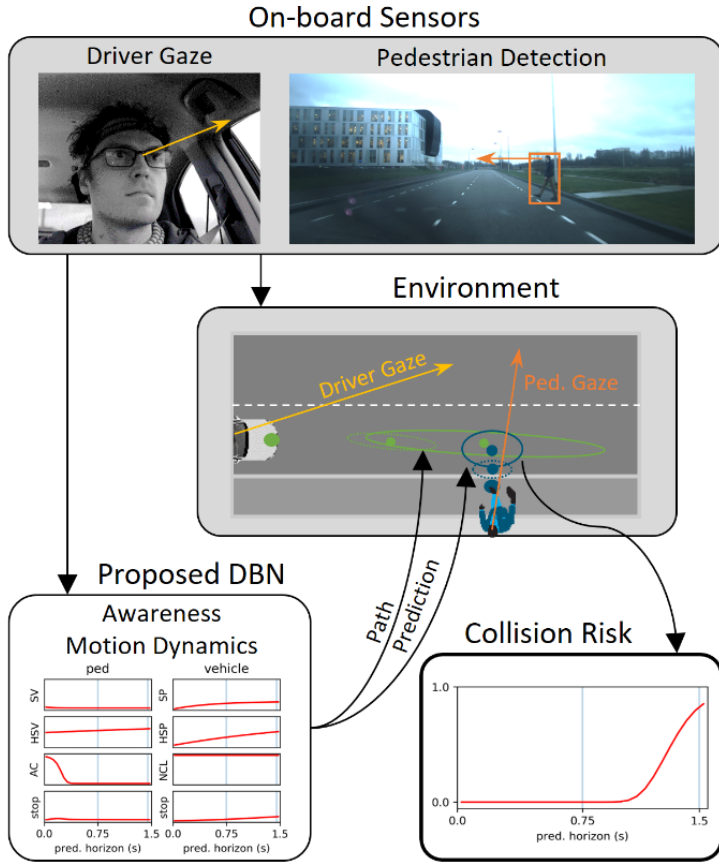 On-board Sensors
Driver Gaze
Pedestrian Detection
Environment
Driver Gaze
Ped. Gaze
Path
Prediction
Proposed DBN
Awareness
Motion Dynamics
ped
vehicle
SV
SP
HSV
HSP
AC
NCL
stop
stop
0.0 0.75 1.5
0.0 0.75 1.5
pred. horizon (s)
pred. horizon (s)
Collision Risk
1.0
0.0
0.0 0.75 1.5
pred. horizon (s)